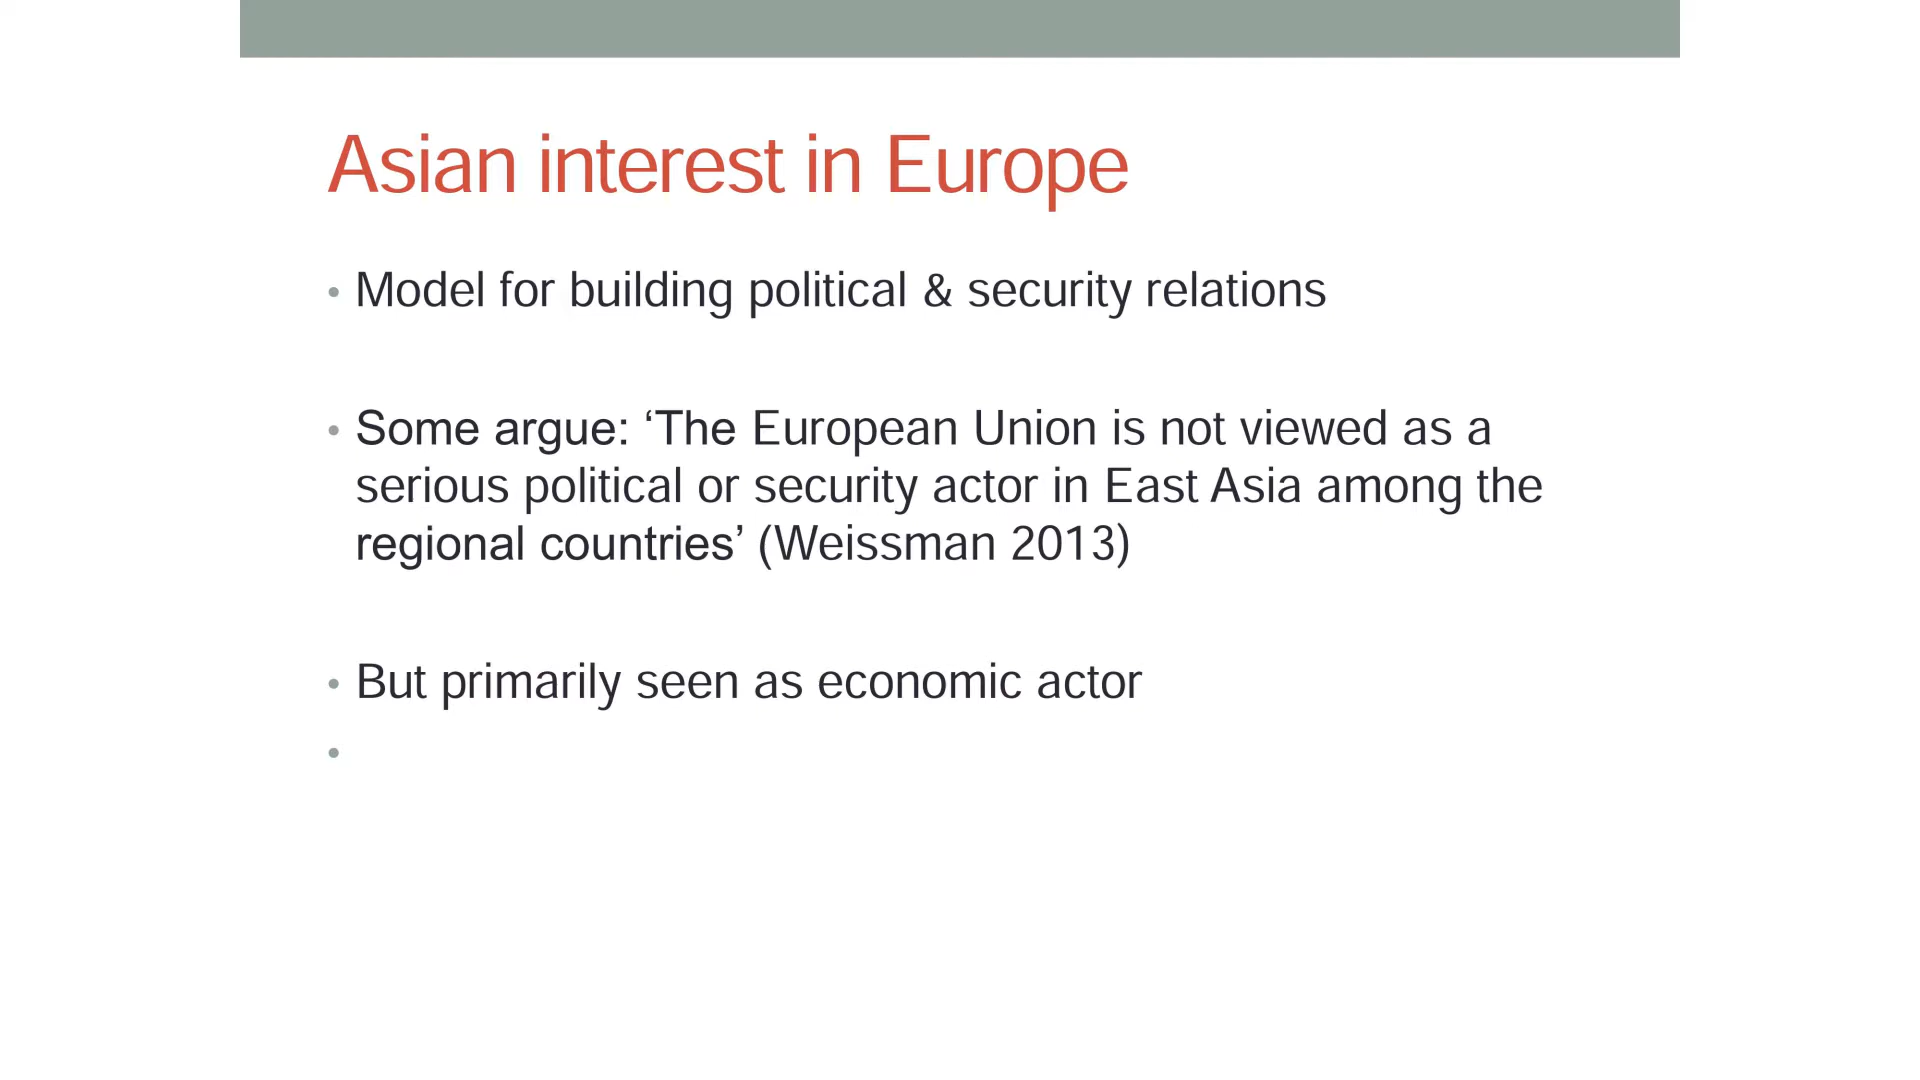 Asian interest in Europe
• Model for building political & security relations
• Some argue: ‘The European Union is not viewed as a
serious political or security actor in East Asia among the
regional countries’ (Weissman 2013)
• But primarily seen as economic actor
•